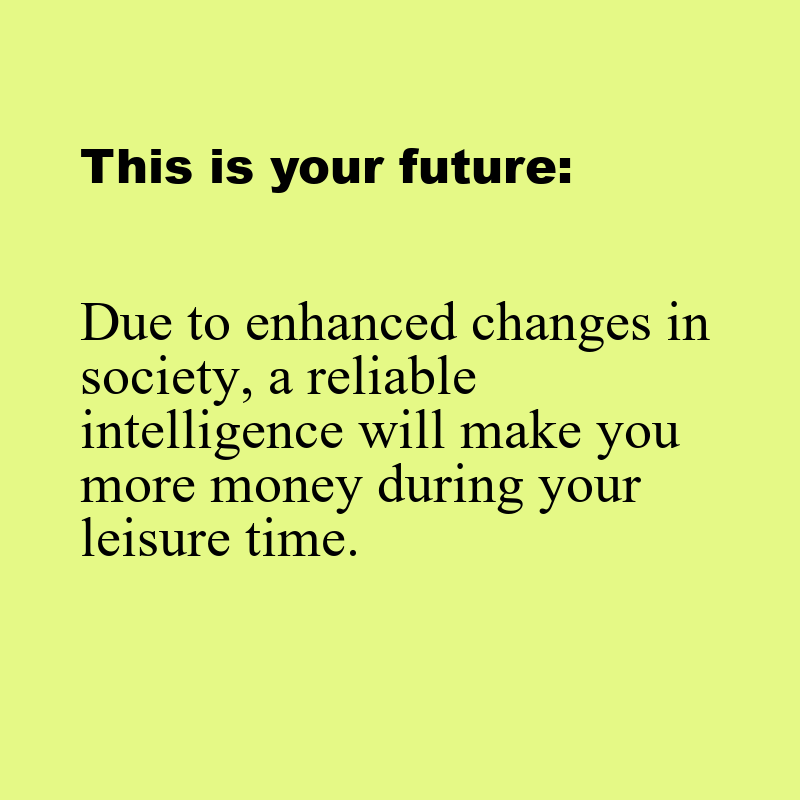 This is your future:
Due to enhanced changes in
society, a reliable
intelligence will make you
more money during your
leisure time.